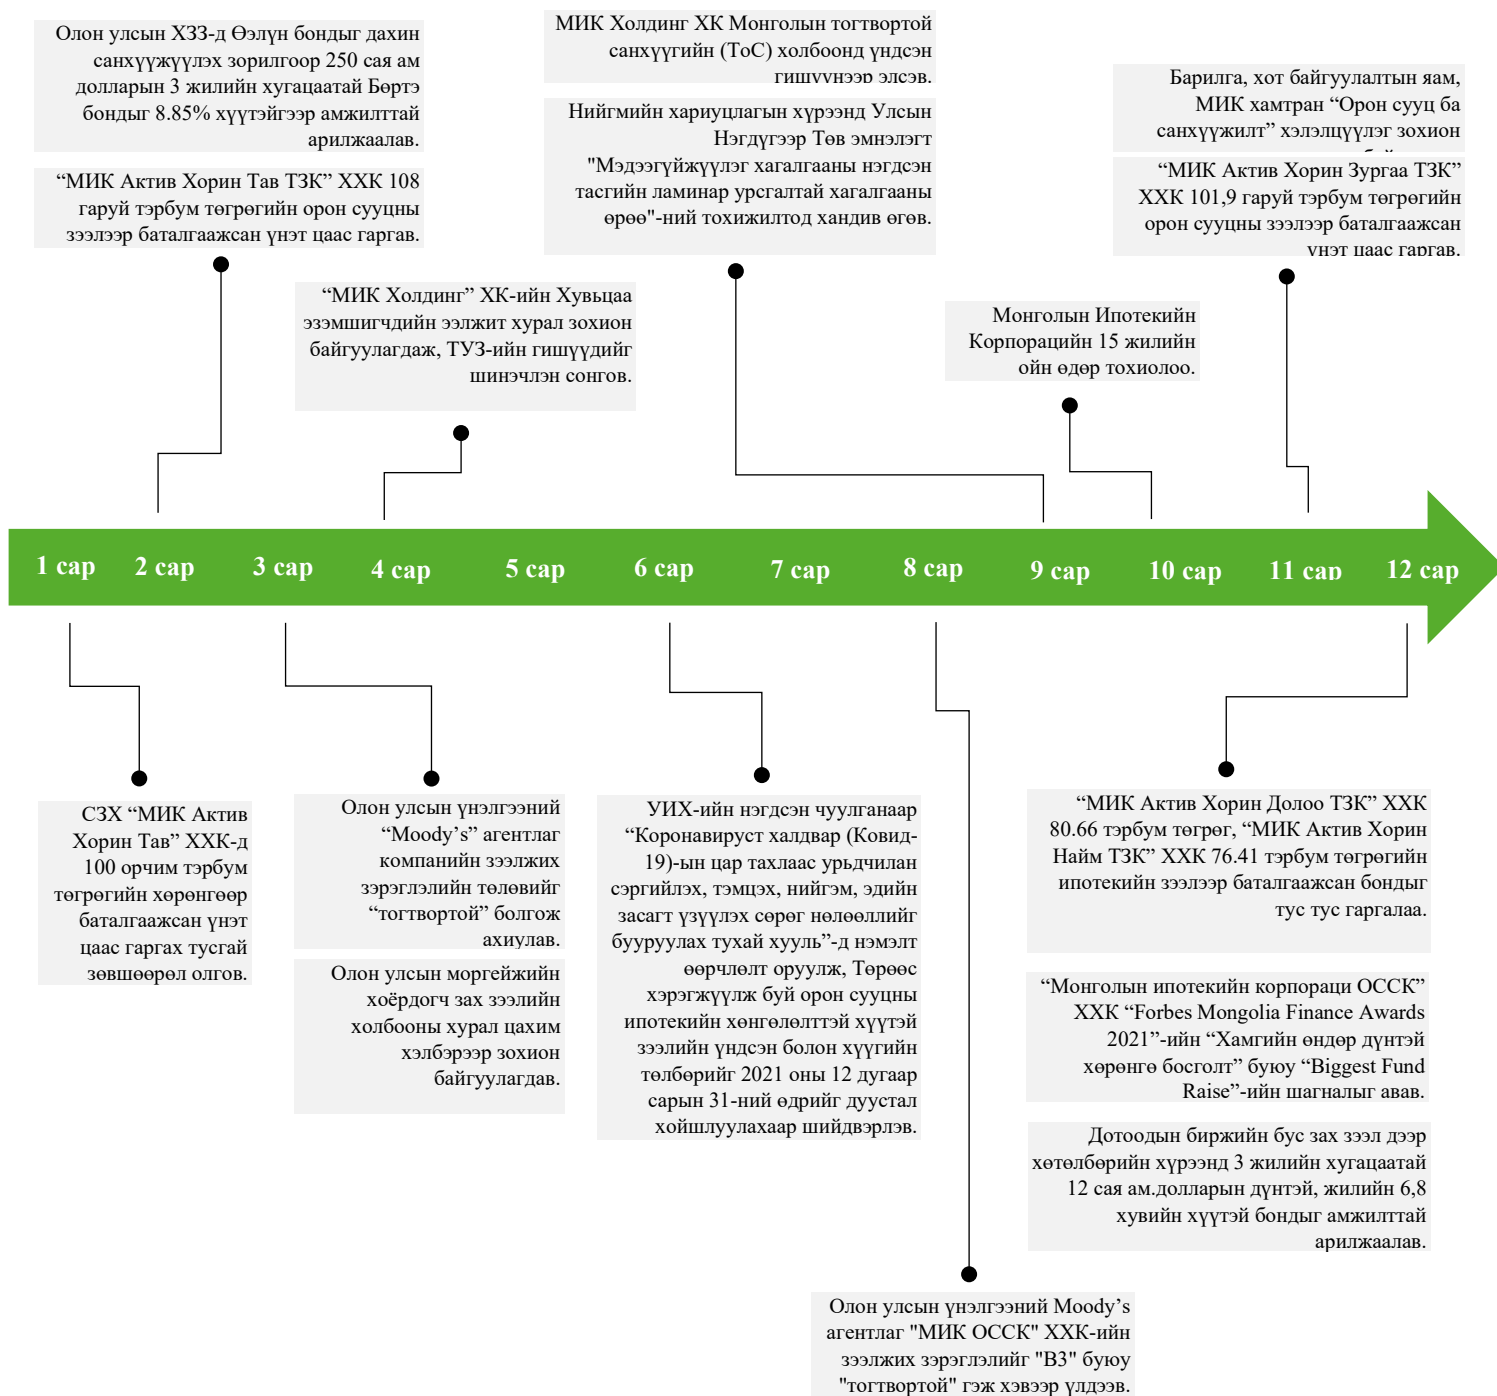 Олон улсын ХЗЗ-д Өэлүн бондыг дахин
санхүүжүүлэх зорилгоор 250 сая ам
долларын 3 жилийн хугацаатай Бөртэ
бондыг 8.85% хүүтэйгээр амжилттай
арилжаалав.
“МИК Актив Хорин Тав ТЗК” ХХК 108
гаруй тэрбум төгрөгийн орон сууцны
зээлээр баталгаажсан үнэт цаас гаргав.
“МИК Холдинг” ХК-ийн Хувьцаа
эзэмшигчдийн ээлжит хурал зохион
байгуулагдаж, ТУЗ-ийн гишүүдийг
шинэчлэн сонгов.
МИК Холдинг ХК Монголын тогтвортой
санхүүгийн (ТоС) холбоонд үндсэн
гишүүнээр элсэв.
Нийгмийн хариуцлагын хүрээнд Улсын
Нэгдүгээр Төв эмнэлэгт
"Мэдээгүйжүүлэг хагалгааны нэгдсэн
тасгийн ламинар урсгалтай хагалгааны
өрөө"-ний тохижилтод хандив өгөв.
Монголын Ипотекийн
Корпорацийн 15 жилийн
ойн өдөр тохиолоо.
Барилга, хот байгуулалтын яам,
МИК хамтран “Орон сууц ба
санхүүжилт” хэлэлцүүлэг зохион
“МИК Актив Хорин Зургаа ТЗК”
ХХК 101,9 гаруй тэрбум төгрөгийн
орон сууцны зээлээр баталгаажсан
үнэт цаас гаргав.
1 сар
2 сар
3 сар
4 сар
5 сар
6 сар
7 сар
8 сар
9 сар
10 сар
11 сар
12 сар
СЗХ “МИК Актив
Хорин Тав” ХХК-д
100 орчим тэрбум
төгрөгийн хөрөнгөөр
баталгаажсан үнэт
цаас гаргах тусгай
зөвшөөрөл олгов.
Олон улсын үнэлгээний
“Moody’s” агентлаг
компанийн зээлжих
зэрэглэлийн төлөвийг
“тогтвортой” болгож
ахиулав.
Олон улсын моргейжийн
хоёрдогч зах зээлийн
холбооны хурал цахим
хэлбэрээр зохион
байгуулагдав.
УИХ-ийн нэгдсэн чуулганаар
“Коронавируст халдвар (Ковид-
19)-ын цар тахлаас урьдчилан
сэргийлэх, тэмцэх, нийгэм, эдийн
засагт үзүүлэх сөрөг нөлөөллийг
бууруулах тухай хууль”-д нэмэлт
өөрчлөлт оруулж, Төрөөс
хэрэгжүүлж буй орон сууцны
ипотекийн хөнгөлөлттэй хүүтэй
зээлийн үндсэн болон хүүгийн
төлбөрийг 2021 оны 12 дугаар
сарын 31-ний өдрийг дуустал
хойшлуулахаар шийдвэрлэв.
Олон улсын үнэлгээний Moody’s
агентлаг "МИК ОССК" ХХК-ийн
зээлжих зэрэглэлийг "B3" буюу
"тогтвортой" гэж хэвээр үлдээв.
“МИК Актив Хорин Долоо ТЗК” ХХК
80.66 тэрбум төгрөг, “МИК Актив Хорин
Найм ТЗК” ХХК 76.41 тэрбум төгрөгийн
ипотекийн зээлээр баталгаажсан бондыг
тус тус гаргалаа.
“Монголын ипотекийн корпораци ОССК”
ХХК “Forbes Mongolia Finance Awards
2021”-ийн “Хамгийн өндөр дүнтэй
хөрөнгө босголт” буюу “Biggest Fund
Raise”-ийн шагналыг авав.
Дотоодын биржийн бус зах зээл дээр
хөтөлбөрийн хүрээнд 3 жилийн хугацаатай
12 сая ам.долларын дүнтэй, жилийн 6,8
хувийн хүүтэй бондыг амжилттай
арилжаалав.